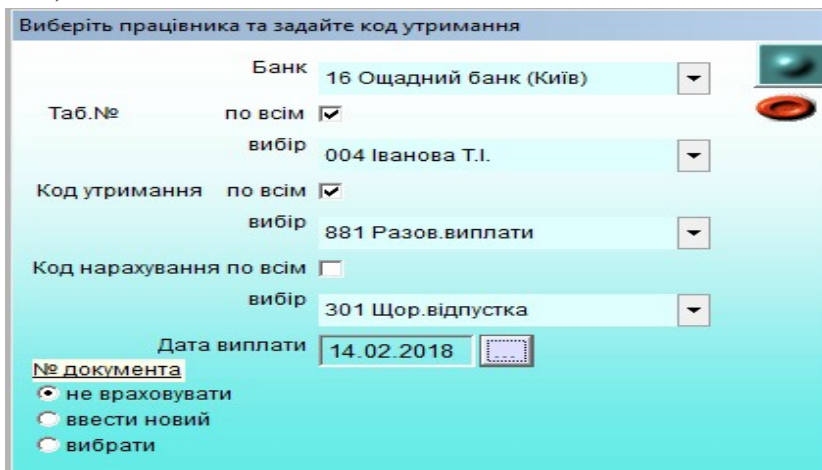 Виберіть працівника та задайте код утримання
Банк 16 Ощадний банк (Київ)
Таб.№ по всім
вибір 004 Іванова Т.І.
Код утримання по всім
вибір 881 Разов.виплати
Код нарахування по всім
вибір 301 Щор.відпустка
Дата виплати 14.02.2018 ...
№ документа
не враховувати
ввести новий
вибрати